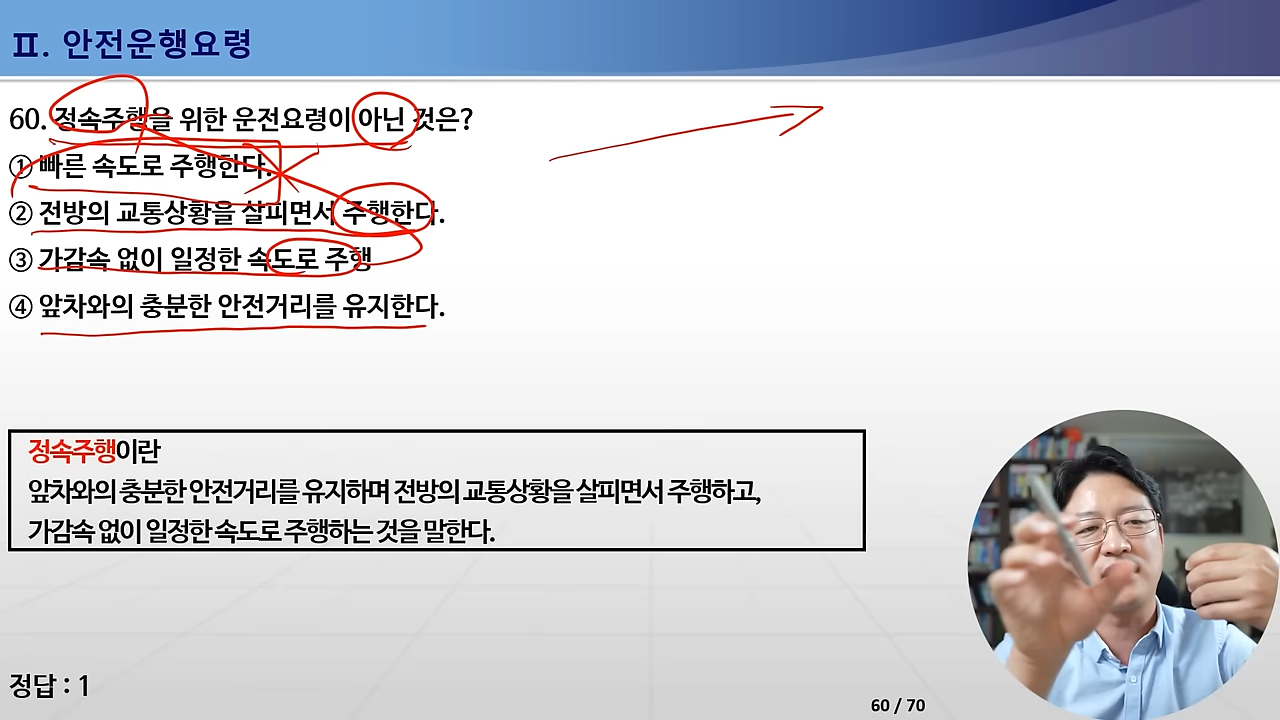 Ⅱ. 안전운행요령
60. 정속주행을 위한 운전요령이 아닌 것은?
① 빠른 속도로 주행한다.
② 전방의 교통상황을 살피면서 주행한다.
③ 가감속 없이 일정한 속도로 주행
④ 앞차와의 충분한 안전거리를 유지한다.
정속주행이란
앞차와의 충분한 안전거리를 유지하며 전방의 교통상황을 살피면서 주행하고,
가감속 없이 일정한 속도로 주행하는 것을 말한다.
정답 : 1
60 / 70